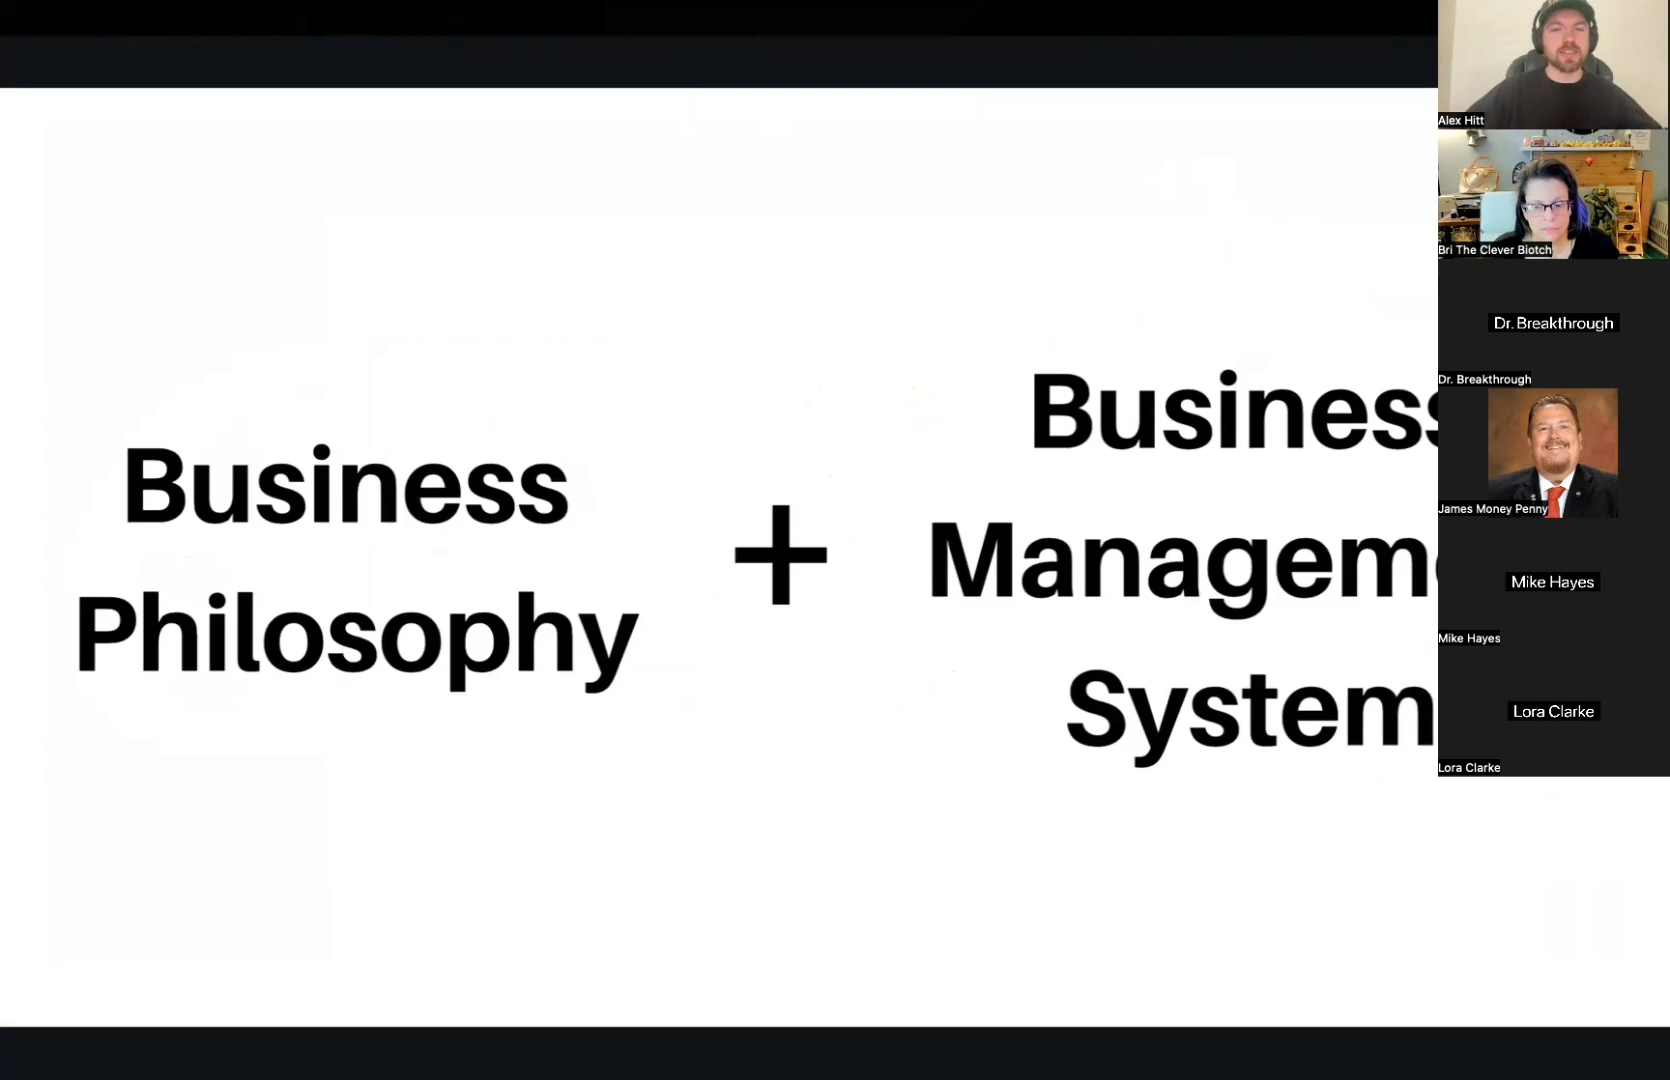 Business
Philosophy
+
Business
Managem
System
Alex Hitt
Bri The Clever Biotch
Dr. Breakthrough
Dr. Breakthrough
James Money Penny
Mike Hayes
Mike Hayes
Lora Clarke
Lora Clarke